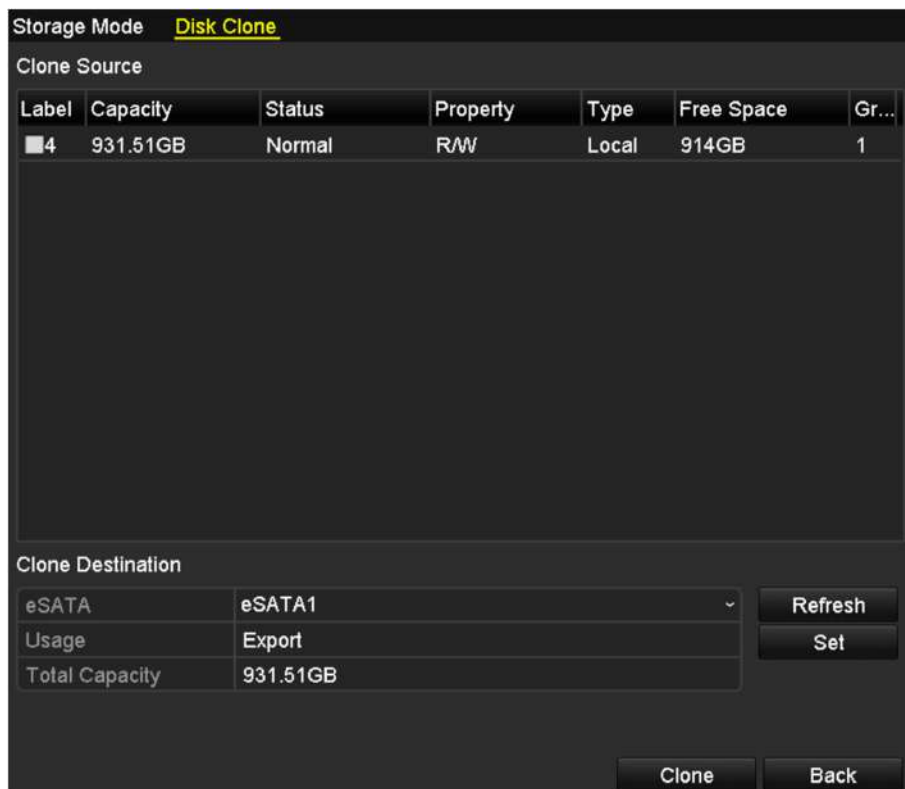 Storage Mode Disk Clone
Clone Source
Label Capacity Status Property Type Free Space Gr...
4 931.51GB Normal R/W Local 914GB 1
Clone Destination
eSATA eSATA1 Refresh
Usage Export Set
Total Capacity 931.51GB
Clone Back